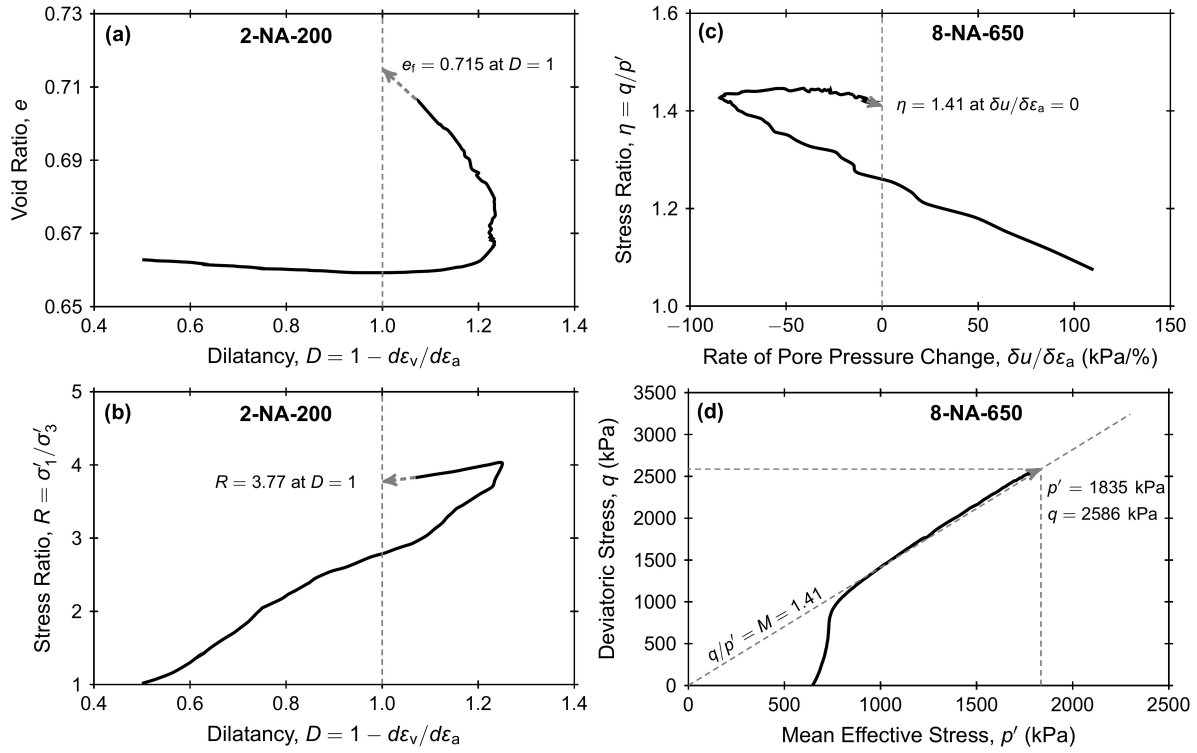 (a)
2-NA-200
e_f = 0.715 at D = 1
Void Ratio, e
0.73
0.71
0.69
0.67
0.65
0.4 0.6 0.8 1.0 1.2 1.4
Dilatancy, D = 1 − dε_v/dε_a
(c)
8-NA-650
η = 1.41 at δu/δε_a = 0
Stress Ratio, η = q/p′
1.6
1.4
1.2
1.0
−100 −50 0 50 100 150
Rate of Pore Pressure Change, δu/δε_a (kPa/%)
(b)
2-NA-200
R = 3.77 at D = 1
Stress Ratio, R = σ′_1/σ′_3
5
4
3
2
1
0.4 0.6 0.8 1.0 1.2 1.4
Dilatancy, D = 1 − dε_v/dε_a
(d)
8-NA-650
p′ = 1835 kPa
q = 2586 kPa
q/p′ = M = 1.41
Deviatoric Stress, q (kPa)
3500
3000
2500
2000
1500
1000
500
0
0 500 1000 1500 2000 2500
Mean Effective Stress, p′ (kPa)